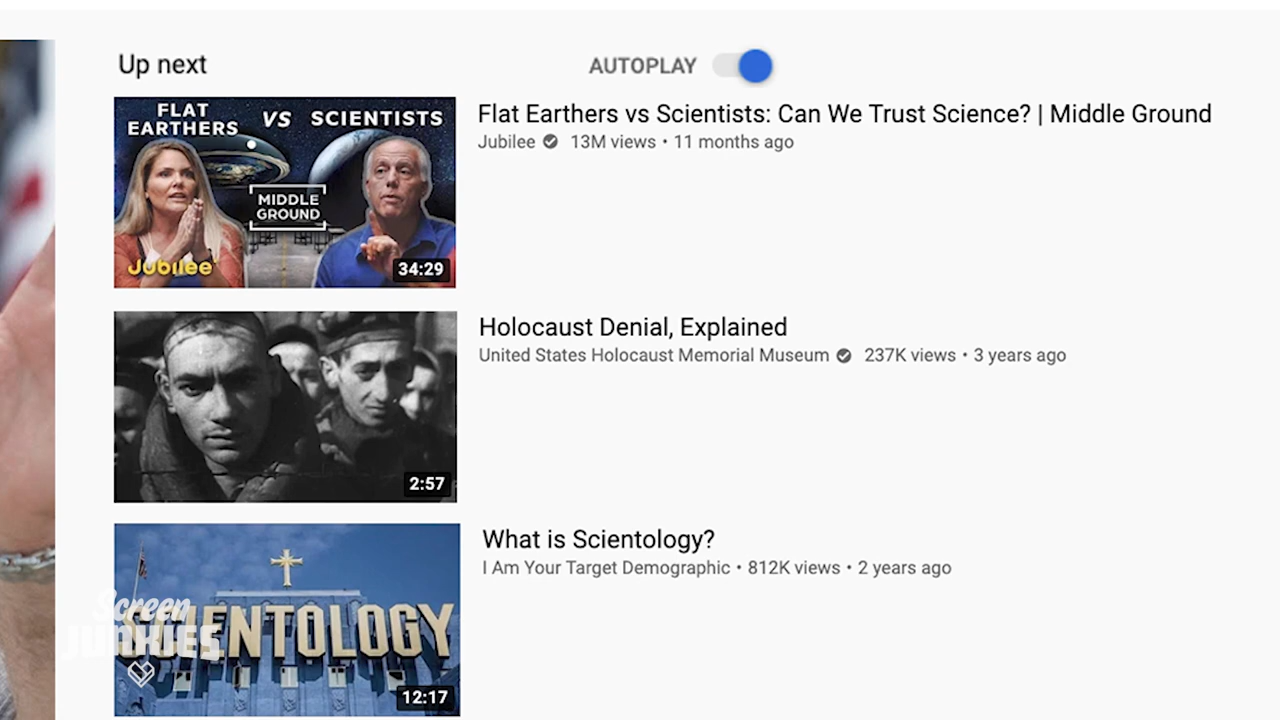 Up next
AUTOPLAY
FLAT
EARTHERS
VS
SCIENTISTS
MIDDLE
GROUND
Jubilee
34:29
Flat Earthers vs Scientists: Can We Trust Science? | Middle Ground
Jubilee 13M views • 11 months ago
2:57
Holocaust Denial, Explained
United States Holocaust Memorial Museum 237K views • 3 years ago
SCIENTOLOGY
12:17
What is Scientology?
I Am Your Target Demographic • 812K views • 2 years ago
Screen
JUNKIES